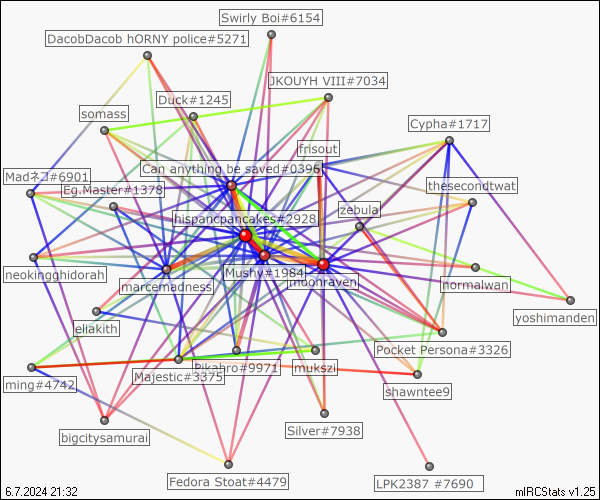 Swirly Boi#6154
DacobDacob hORNY police#5271
JKOUYH VIII#7034
Duck#1245
somass
Cypha#1717
frisout
Can anything be saved#0396
Madネコ#6901
Eg.Master#1378
thesecondtwat
zebula
hispancpancakes#2928
neokingghidorah
Mushy#1984
marcemadness
moonraven
normalwan
yoshimanden
eliakith
Pocket Persona#3326
Pikahro#9971
mukszi
Majestic#3375
ming#4742
shawntee9
Silver#7938
bigcitysamurai
Fedora Stoat#4479
LPK2387 #7690
6.7.2024 21:32
mIRCStats v1.25